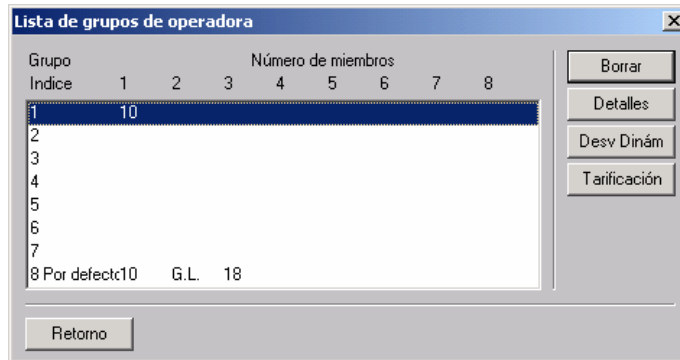 Lista de grupos de operadora
Grupo Número de miembros
Indice 1 2 3 4 5 6 7 8
1 10
2
3
4
5
6
7
8 Por defecto10 G.L. 18
Borrar
Detalles
Desv Dinám
Tarificación
Retorno